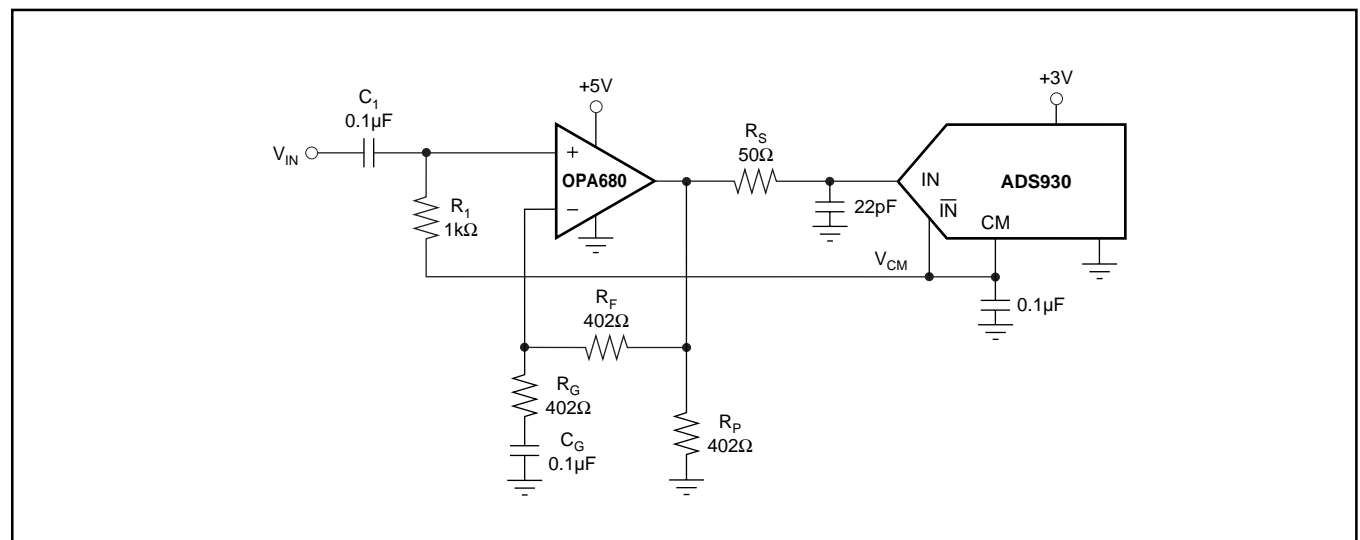 +5V
+3V
C1
0.1µF
VIN
+
OPA680
–
RS
50Ω
IN
ADS930
IN
CM
22pF
R1
1kΩ
VCM
0.1µF
RF
402Ω
RG
402Ω
CG
0.1µF
RP
402Ω